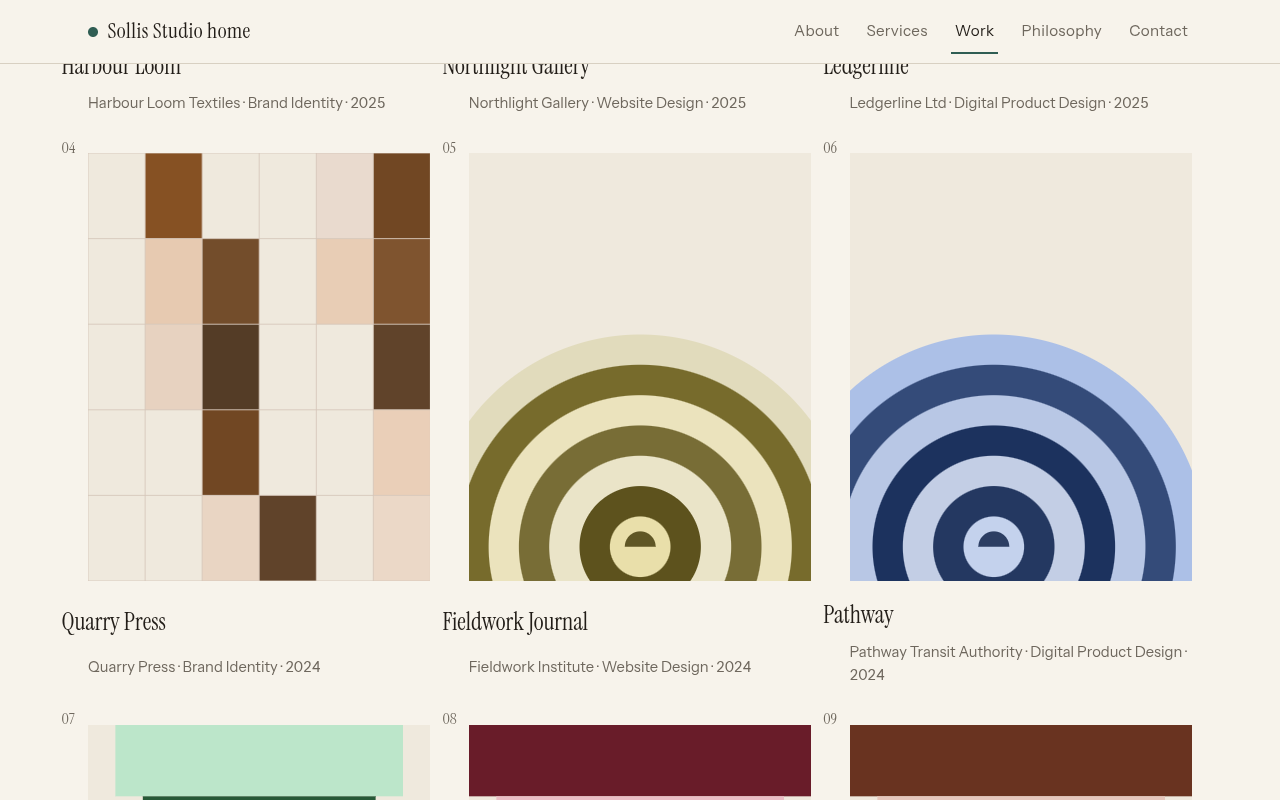 Sollis Studio home
About Services Work Philosophy Contact
Harbour Loom
Northlight Gallery
Ledgerline
Harbour Loom Textiles · Brand Identity · 2025
Northlight Gallery · Website Design · 2025
Ledgerline Ltd · Digital Product Design · 2025
04
05
06
Quarry Press
Fieldwork Journal
Pathway
Quarry Press · Brand Identity · 2024
Fieldwork Institute · Website Design · 2024
Pathway Transit Authority · Digital Product Design ·
2024
07
08
09